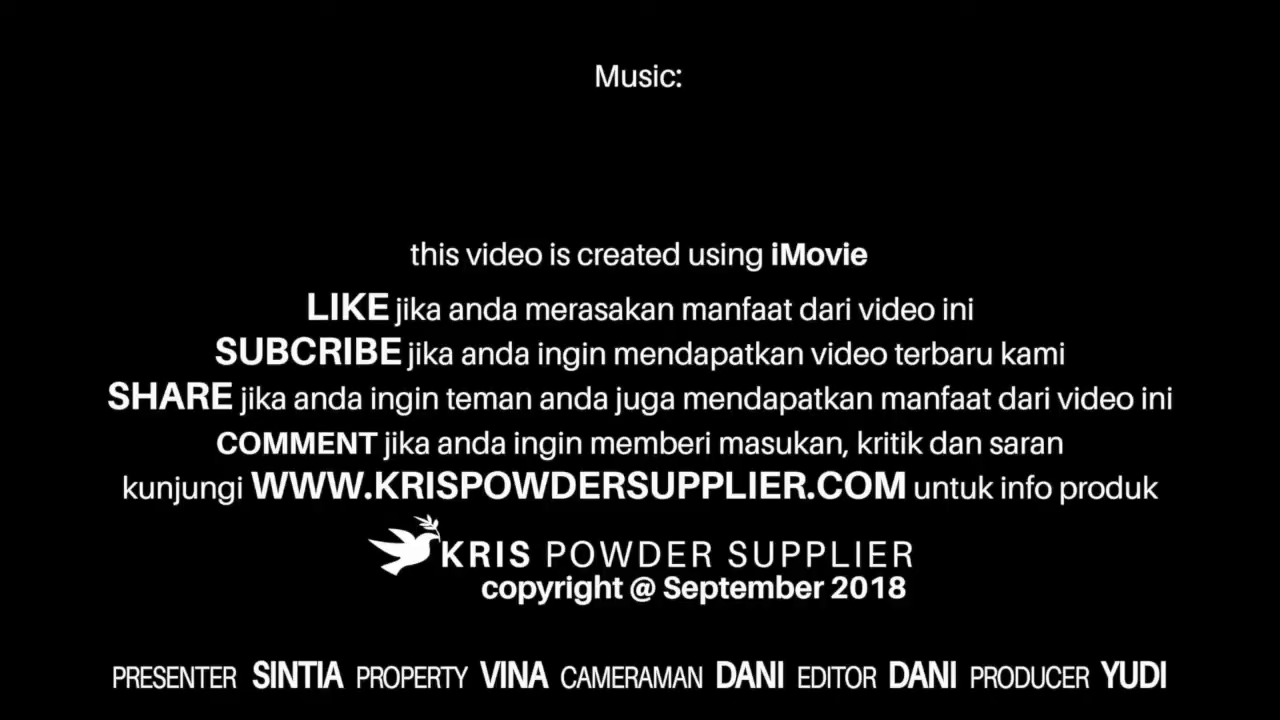 Music:
this video is created using iMovie
LIKE jika anda merasakan manfaat dari video ini
SUBCRIBE jika anda ingin mendapatkan video terbaru kami
SHARE jika anda ingin teman anda juga mendapatkan manfaat dari video ini
COMMENT jika anda ingin memberi masukan, kritik dan saran
kunjungi WWW.KRISPOWDERSUPPLIER.COM untuk info produk
KRIS POWDER SUPPLIER
copyright @ September 2018
PRESENTER SINTIA PROPERTY VINA CAMERAMAN DANI EDITOR DANI PRODUCER YUDI